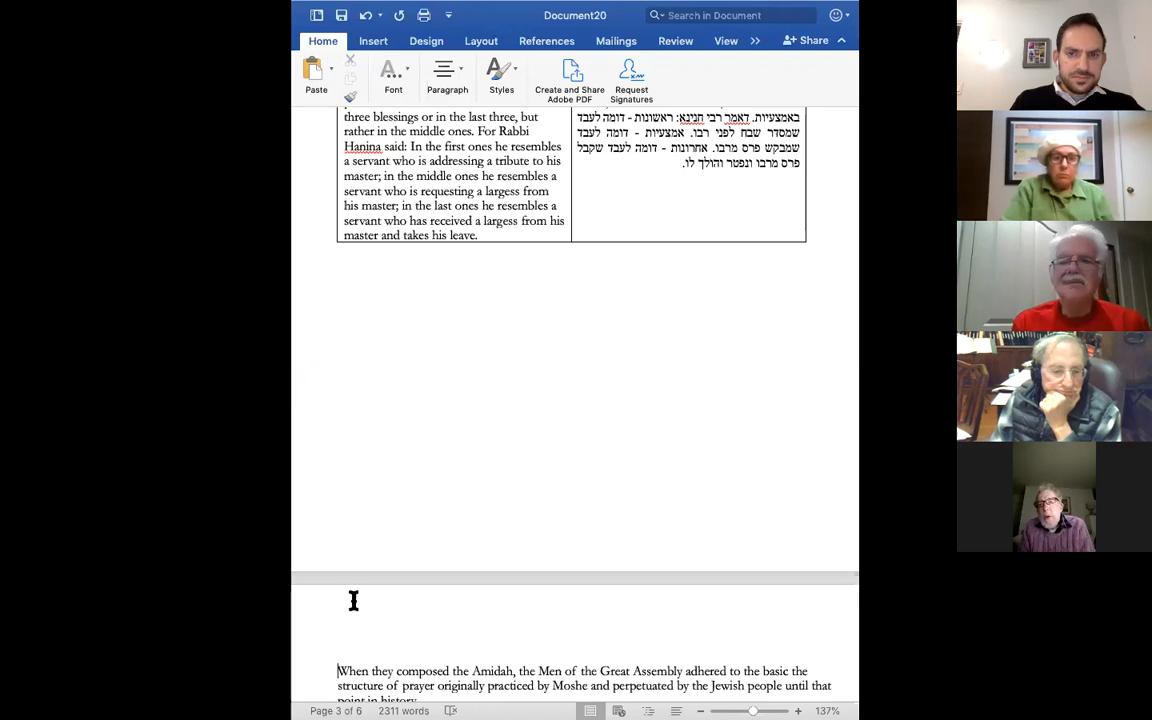 Document20
Search in Document
Home Insert Design Layout References Mailings Review View Share
Paste Font Paragraph Styles Create and Share Adobe PDF Request Signatures
three blessings or in the last three, but
rather in the middle ones. For Rabbi
Hanina said: In the first ones he resembles
a servant who is addressing a tribute to his
master; in the middle ones he resembles a
servant who is requesting a largess from
his master; in the last ones he resembles a
servant who has received a largess from his
master and takes his leave.
באמצעיות. דאמר רבי חנינא: ראשונות - דומה לעבד
שמסדר שבח לפני רבו. אמצעיות - דומה לעבד
שמבקש פרס מרבו. אחרונות - דומה לעבד שקבל
פרס מרבו ונפטר והולך לו.
When they composed the Amidah, the Men of the Great Assembly adhered to the basic the
structure of prayer originally practiced by Moshe and perpetuated by the Jewish people until that
point in history.
Page 3 of 6 2311 words 137%